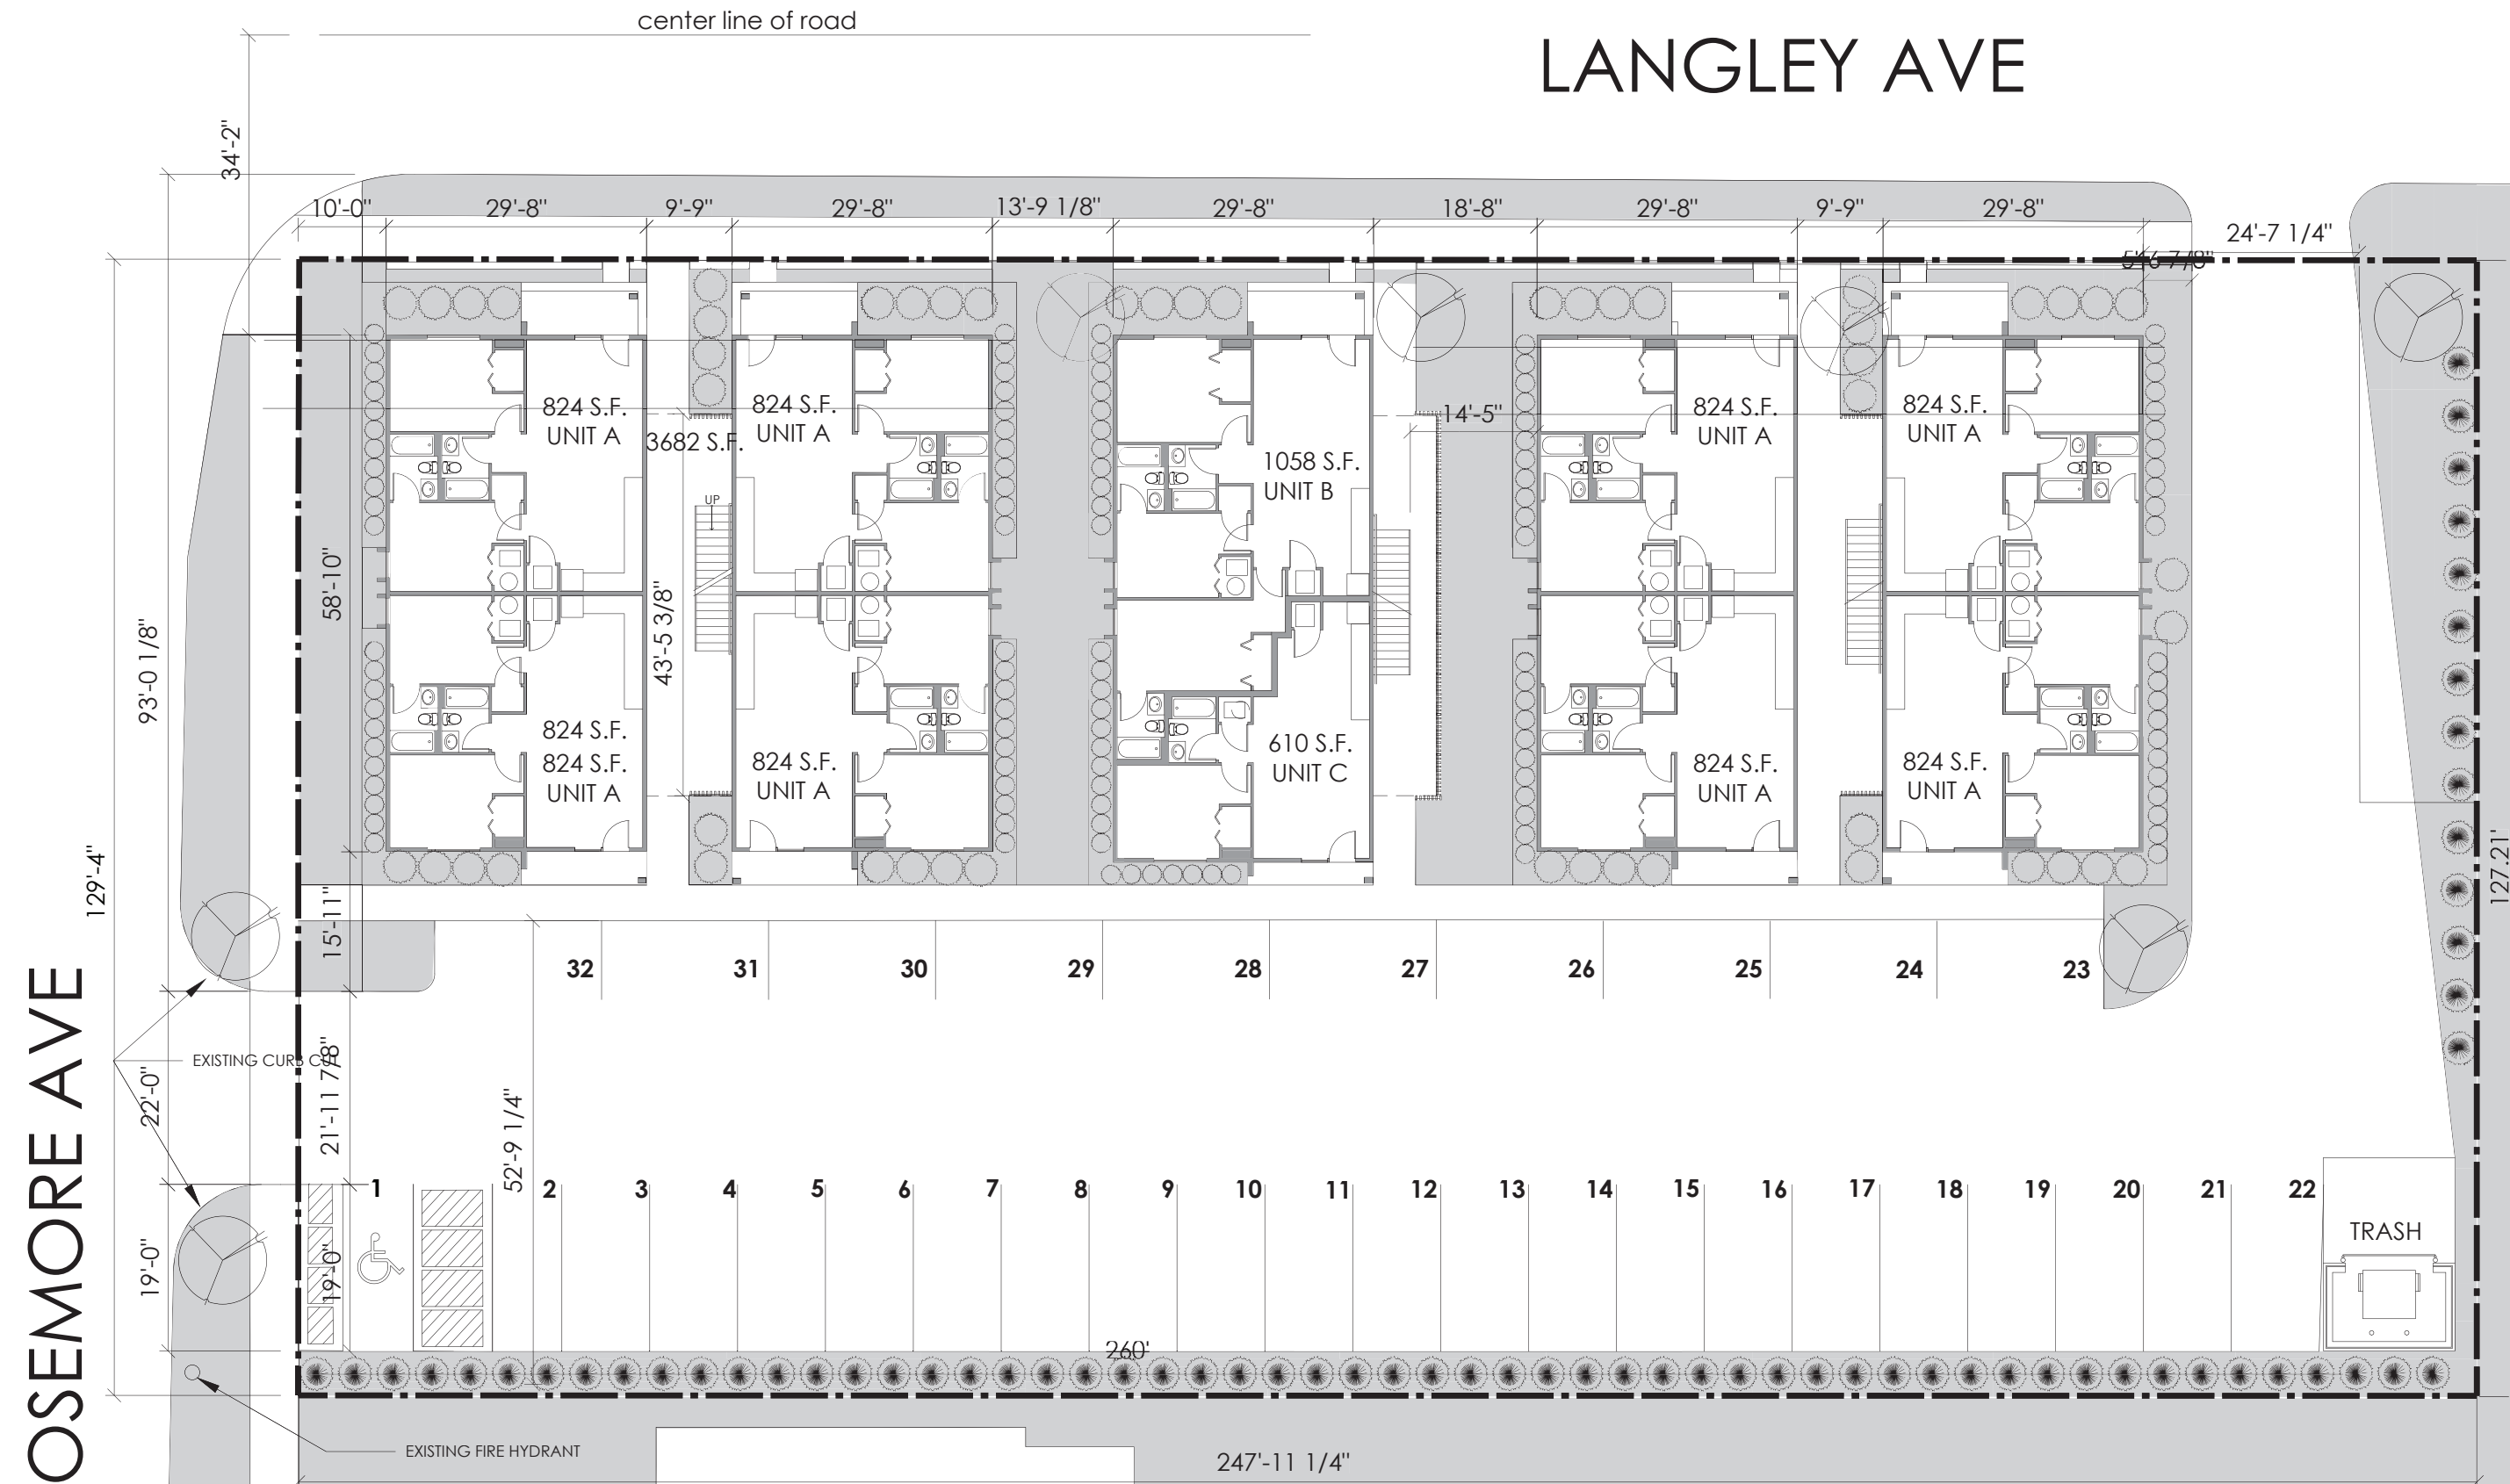 center line of road
LANGLEY AVE
34'-2"
10'-0"
29'-8"
9'-9"
29'-8"
13'-9 1/8"
29'-8"
18'-8"
29'-8"
9'-9"
29'-8"
24'-7 1/4"
824 S.F.
UNIT A
3682 S.F.
824 S.F.
UNIT A
1058 S.F.
UNIT B
14'-5"
824 S.F.
UNIT A
824 S.F.
UNIT A
UP
58'-10"
43'-5 3/8"
93'-0 1/8"
129'-4"
127.21'
824 S.F.
824 S.F.
UNIT A
824 S.F.
UNIT A
610 S.F.
UNIT C
824 S.F.
UNIT A
824 S.F.
UNIT A
15'-11"
32
31
30
29
28
27
26
25
24
23
OSEMORE AVE
EXISTING CURB CUT
22'-0"
21'-11 7/8"
52'-9 1/4"
1
2
3
4
5
6
7
8
9
10
11
12
13
14
15
16
17
18
19
20
21
22
TRASH
19'-0"
19'-0"
260'
EXISTING FIRE HYDRANT
247'-11 1/4"